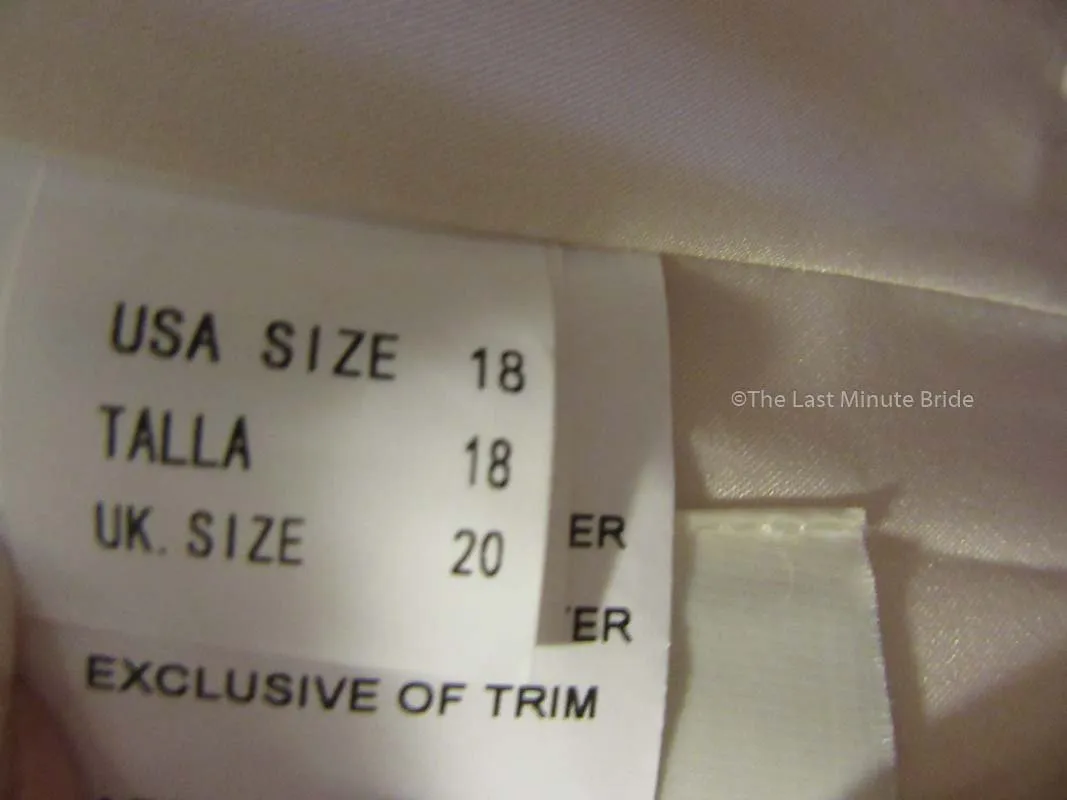 USA SIZE 18
TALLA 18
UK. SIZE 20
ER
ER
EXCLUSIVE OF TRIM
©The Last Minute Bride